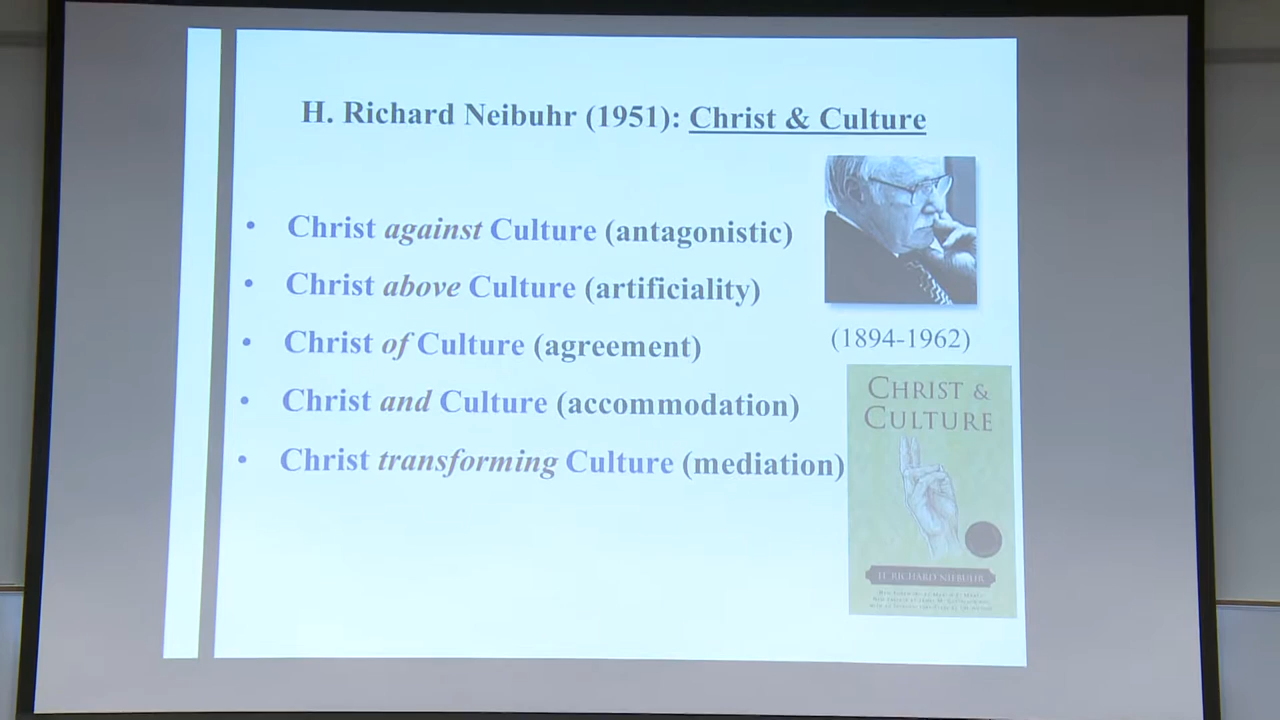 H. Richard Neibuhr (1951): Christ & Culture
• Christ against Culture (antagonistic)
• Christ above Culture (artificiality)
• Christ of Culture (agreement)
• Christ and Culture (accommodation)
• Christ transforming Culture (mediation)
(1894-1962)
CHRIST &
CULTURE
H. RICHARD NIEBUHR